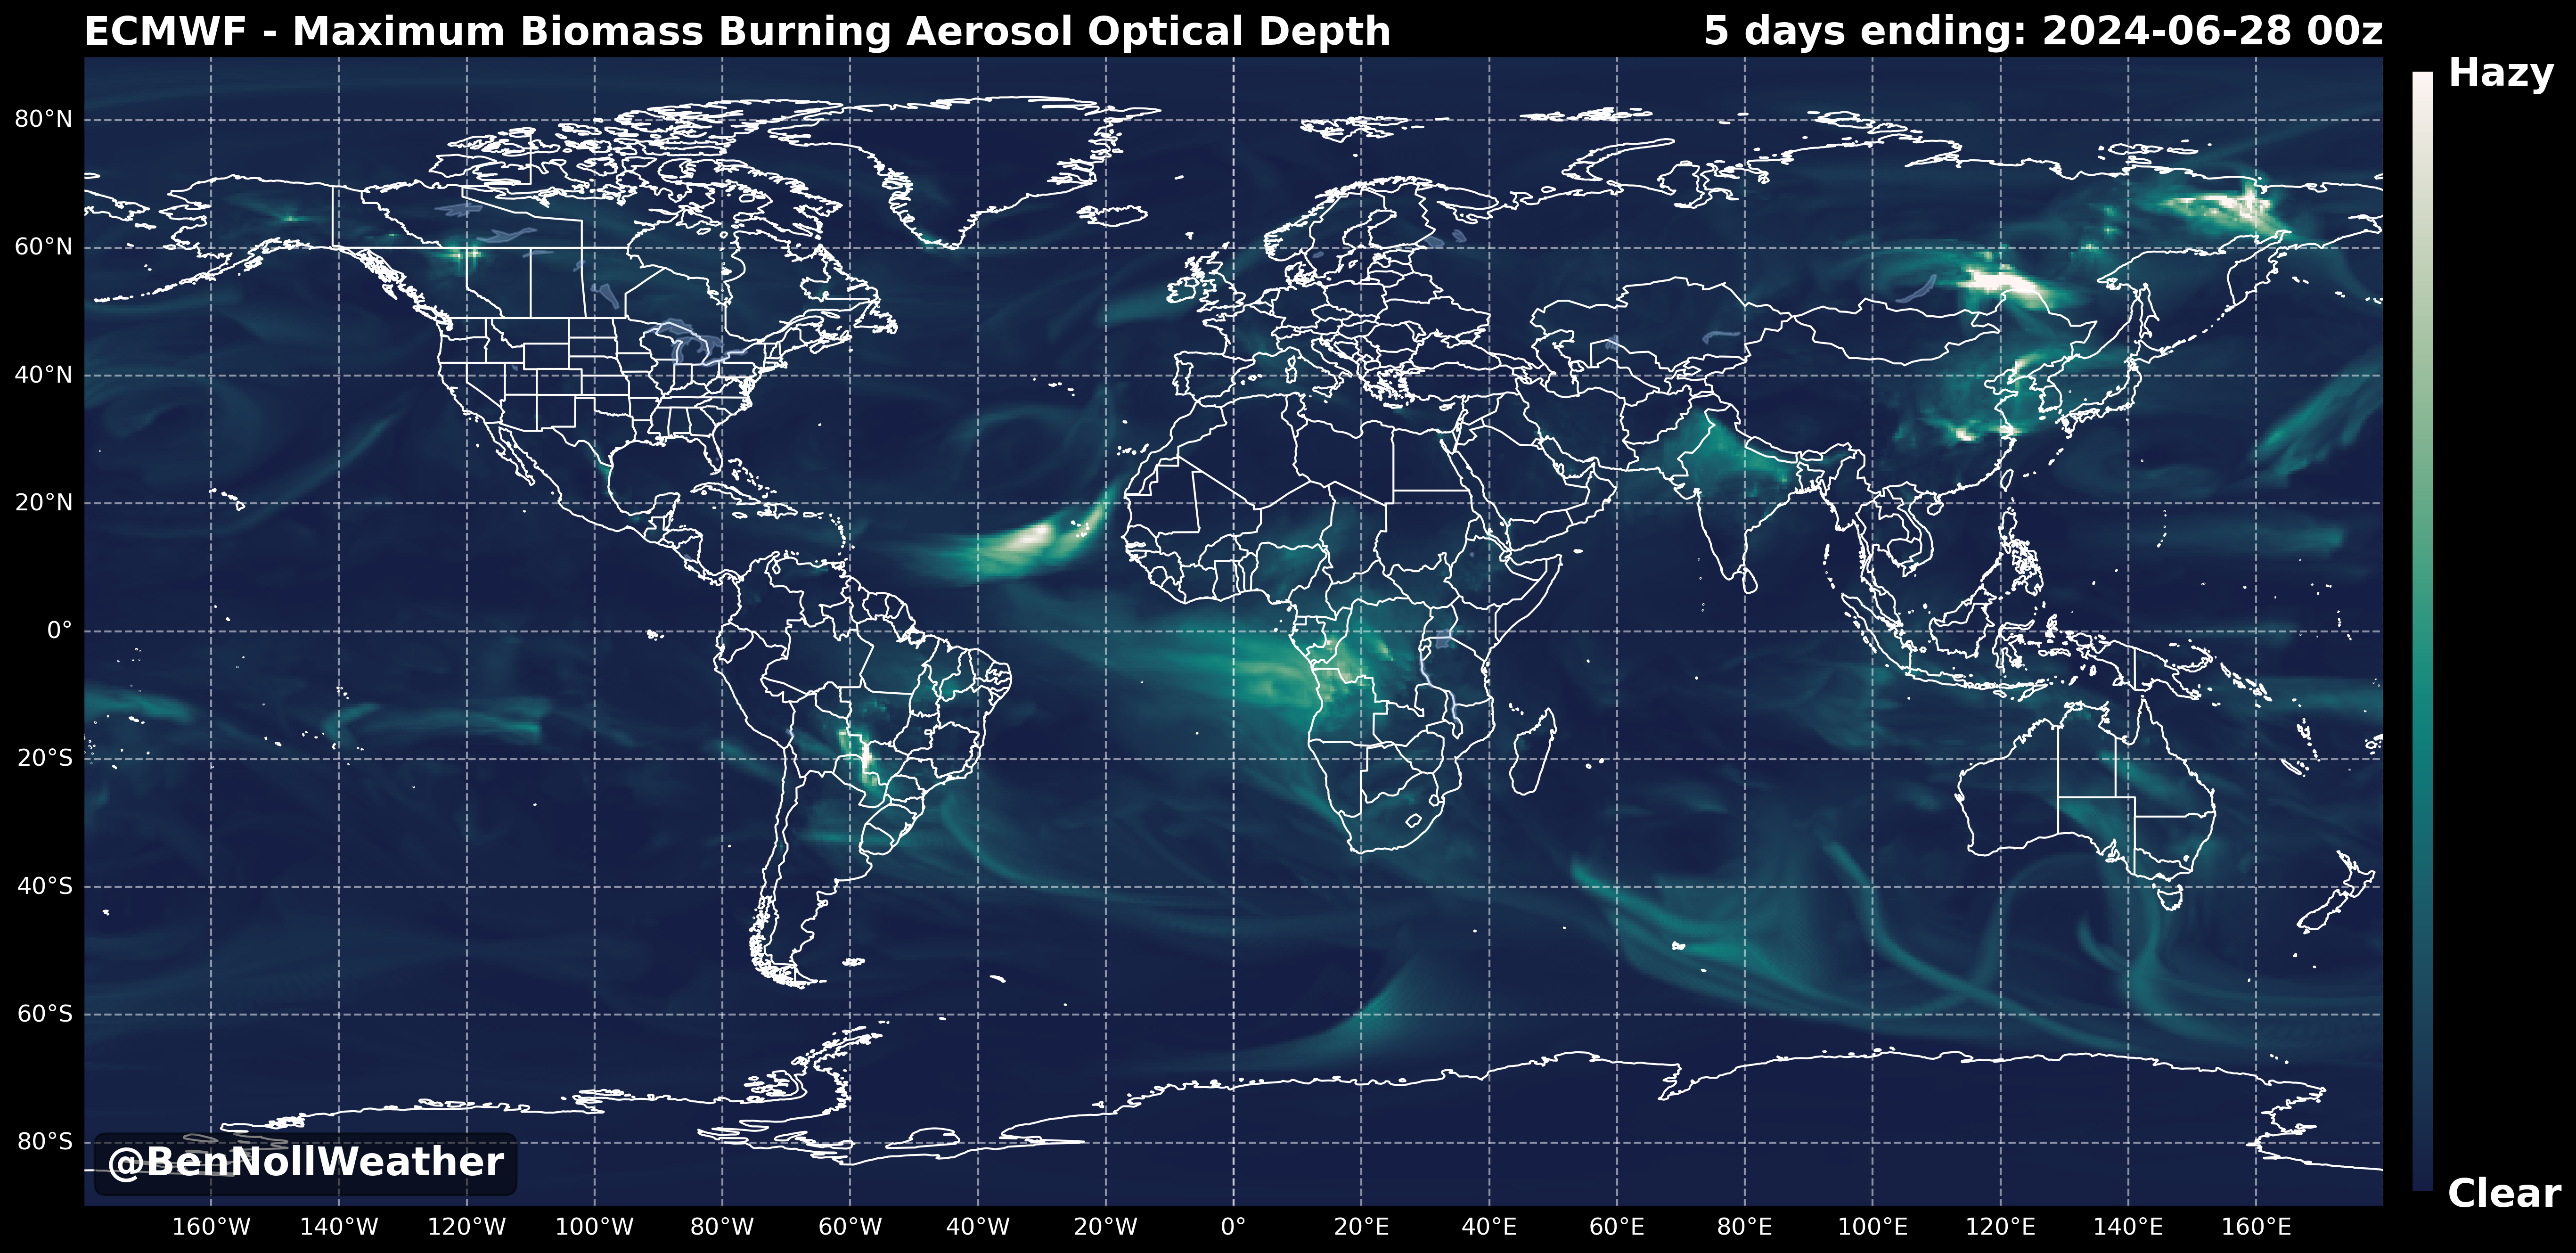 ECMWF - Maximum Biomass Burning Aerosol Optical Depth
5 days ending: 2024-06-28 00z
Hazy
80°N
60°N
40°N
20°N
0°
20°S
40°S
60°S
80°S
Clear
@BenNollWeather
160°W 140°W 120°W 100°W 80°W 60°W 40°W 20°W 0° 20°E 40°E 60°E 80°E 100°E 120°E 140°E 160°E